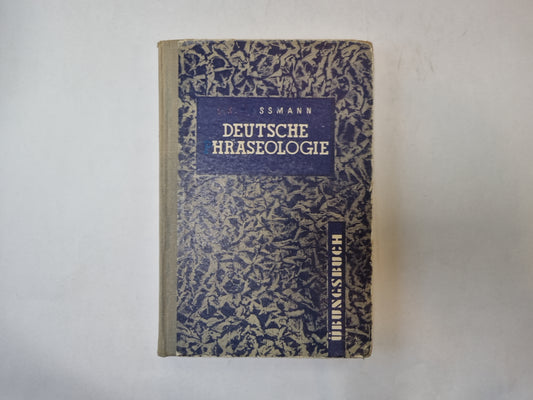 SSMANN
DEUTSCHE
HRASEOLOGIE
ÜBUNGSBUCH